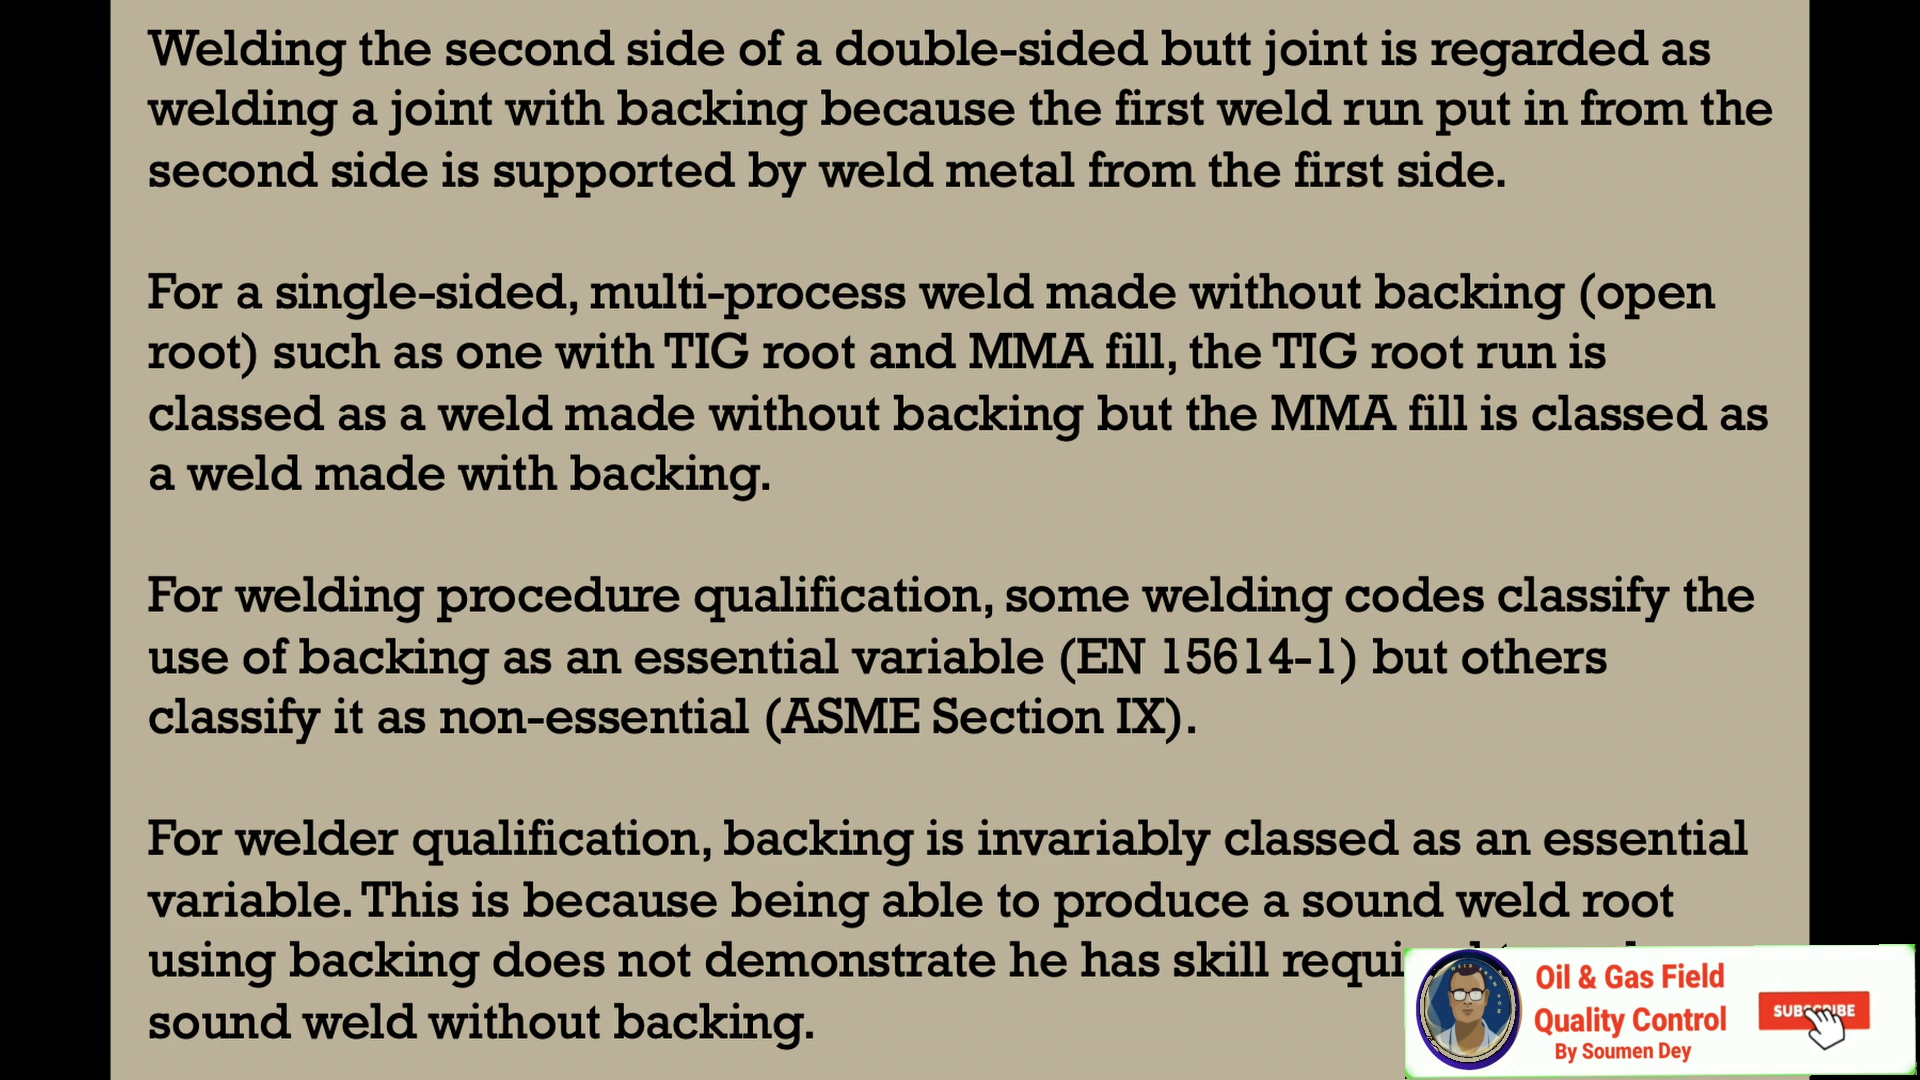 Welding the second side of a double-sided butt joint is regarded as
welding a joint with backing because the first weld run put in from the
second side is supported by weld metal from the first side.
For a single-sided, multi-process weld made without backing (open
root) such as one with TIG root and MMA fill, the TIG root run is
classed as a weld made without backing but the MMA fill is classed as
a weld made with backing.
For welding procedure qualification, some welding codes classify the
use of backing as an essential variable (EN 15614-1) but others
classify it as non-essential (ASME Section IX).
For welder qualification, backing is invariably classed as an essential
variable. This is because being able to produce a sound weld root
using backing does not demonstrate he has skill
sound weld without backing.
Oil & Gas Field
Quality Control
By Soumen Dey
SUBSCRIBE